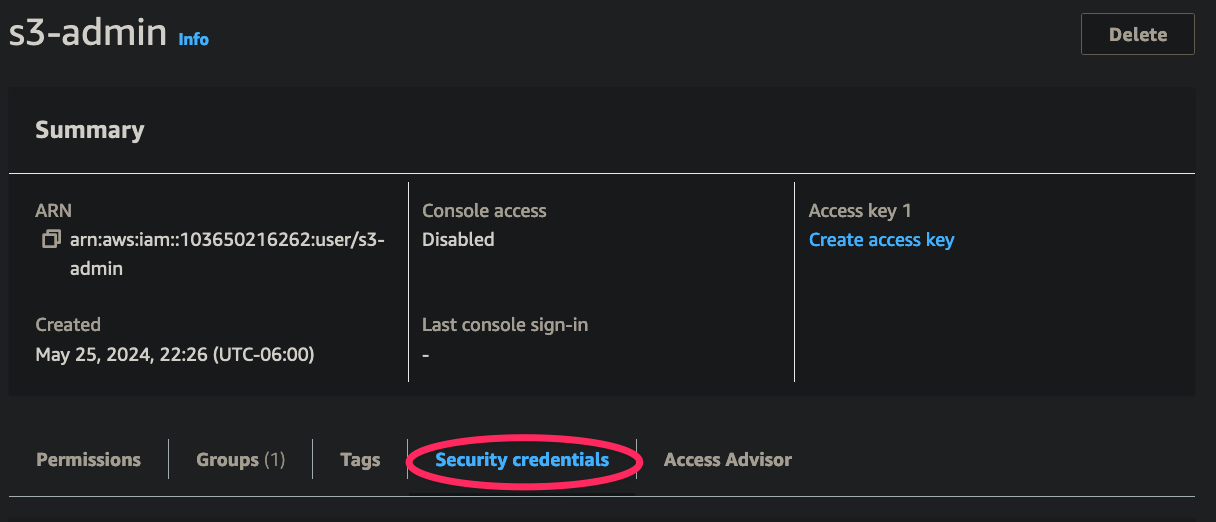 s3-admin Info
Delete
Summary
ARN
arn:aws:iam::103650216262:user/s3-
admin
Created
May 25, 2024, 22:26 (UTC-06:00)
Console access
Disabled
Last console sign-in
-
Access key 1
Create access key
Permissions
Groups (1)
Tags
Security credentials
Access Advisor